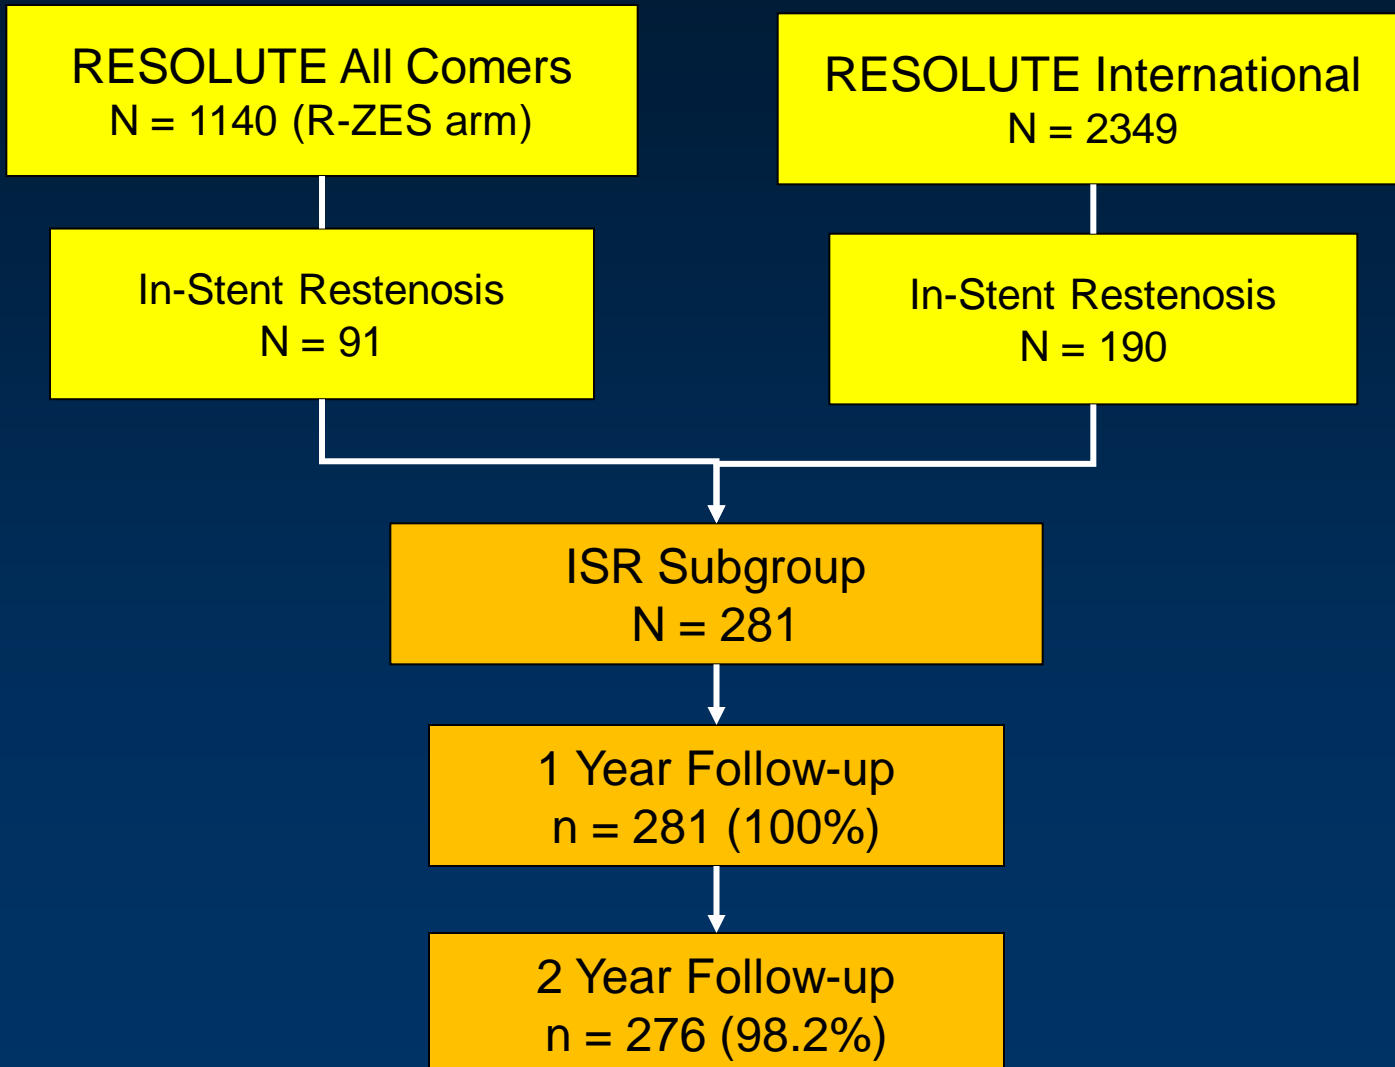 RESOLUTE All Comers
N = 1140 (R-ZES arm)
RESOLUTE International
N = 2349
In-Stent Restenosis
N = 91
In-Stent Restenosis
N = 190
ISR Subgroup
N = 281
1 Year Follow-up
n = 281 (100%)
2 Year Follow-up
n = 276 (98.2%)